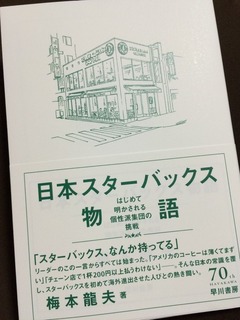 日本スターバックス
物語
はじめて
明かされる
個性派集団の
挑戦
「スターバックス、なんか持ってる」
リーダーのこの一言からすべては始まった。「アメリカのコーヒーは薄くてまず
い」「チェーン店で1杯200円以上払うわけない」──。そんな日本の常識を覆
し、スターバックスを初めて海外進出させた人びとの熱き闘い。
梅本龍夫 著
70th
HAYAKAWA
早川書房